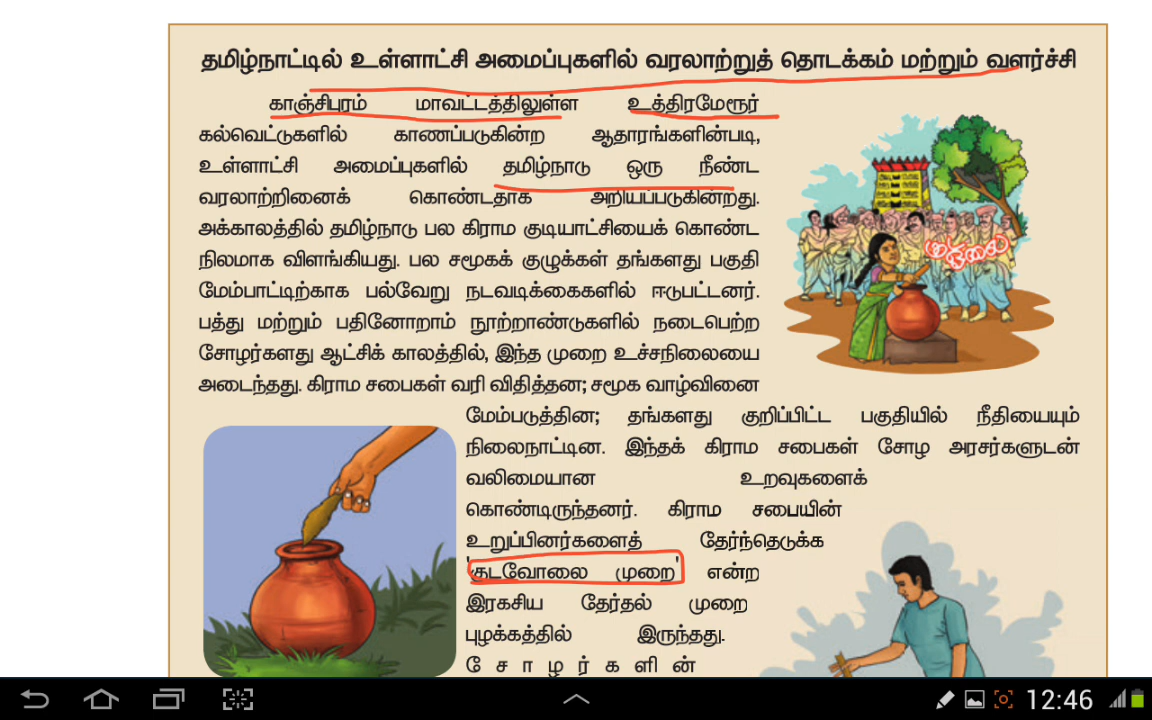 தமிழ்நாட்டில் உள்ளாட்சி அமைப்புகளில் வரலாற்றுத் தொடக்கம் மற்றும் வளர்ச்சி
காஞ்சிபுரம் மாவட்டத்திலுள்ள உத்திரமேரூர்
கல்வெட்டுகளில் காணப்படுகின்ற ஆதாரங்களின்படி,
உள்ளாட்சி அமைப்புகளில் தமிழ்நாடு ஒரு நீண்ட
வரலாற்றினைக் கொண்டதாக அறியப்படுகின்றது.
அக்காலத்தில் தமிழ்நாடு பல கிராம குடியாட்சியைக் கொண்ட
நிலமாக விளங்கியது. பல சமூகக் குழுக்கள் தங்களது பகுதி
மேம்பாட்டிற்காக பல்வேறு நடவடிக்கைகளில் ஈடுபட்டனர்.
பத்து மற்றும் பதினோறாம் நூற்றாண்டுகளில் நடைபெற்ற
சோழர்களது ஆட்சிக் காலத்தில், இந்த முறை உச்சநிலையை
அடைந்தது. கிராம சபைகள் வரி விதித்தன; சமூக வாழ்வினை
மேம்படுத்தின; தங்களது குறிப்பிட்ட பகுதியில் நீதியையும்
நிலைநாட்டின. இந்தக் கிராம சபைகள் சோழ அரசர்களுடன்
வலிமையான உறவுகளைக்
கொண்டிருந்தனர். கிராம சபையின்
உறுப்பினர்களைத் தேர்ந்தெடுக்க
'குடவோலை முறை' என்ற
இரகசிய தேர்தல் முறை
புழக்கத்தில் இருந்தது.
சோழர்களின்
12:46